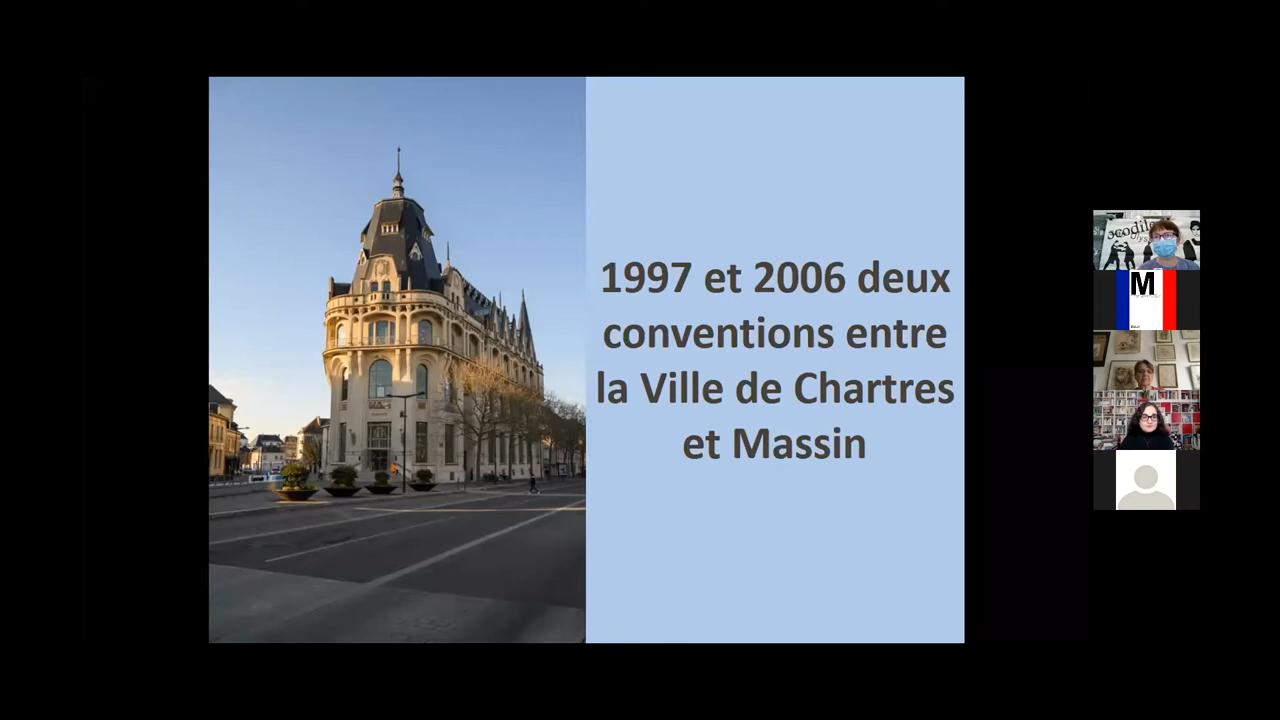 1997 et 2006 deux
conventions entre
la Ville de Chartres
et Massin
M